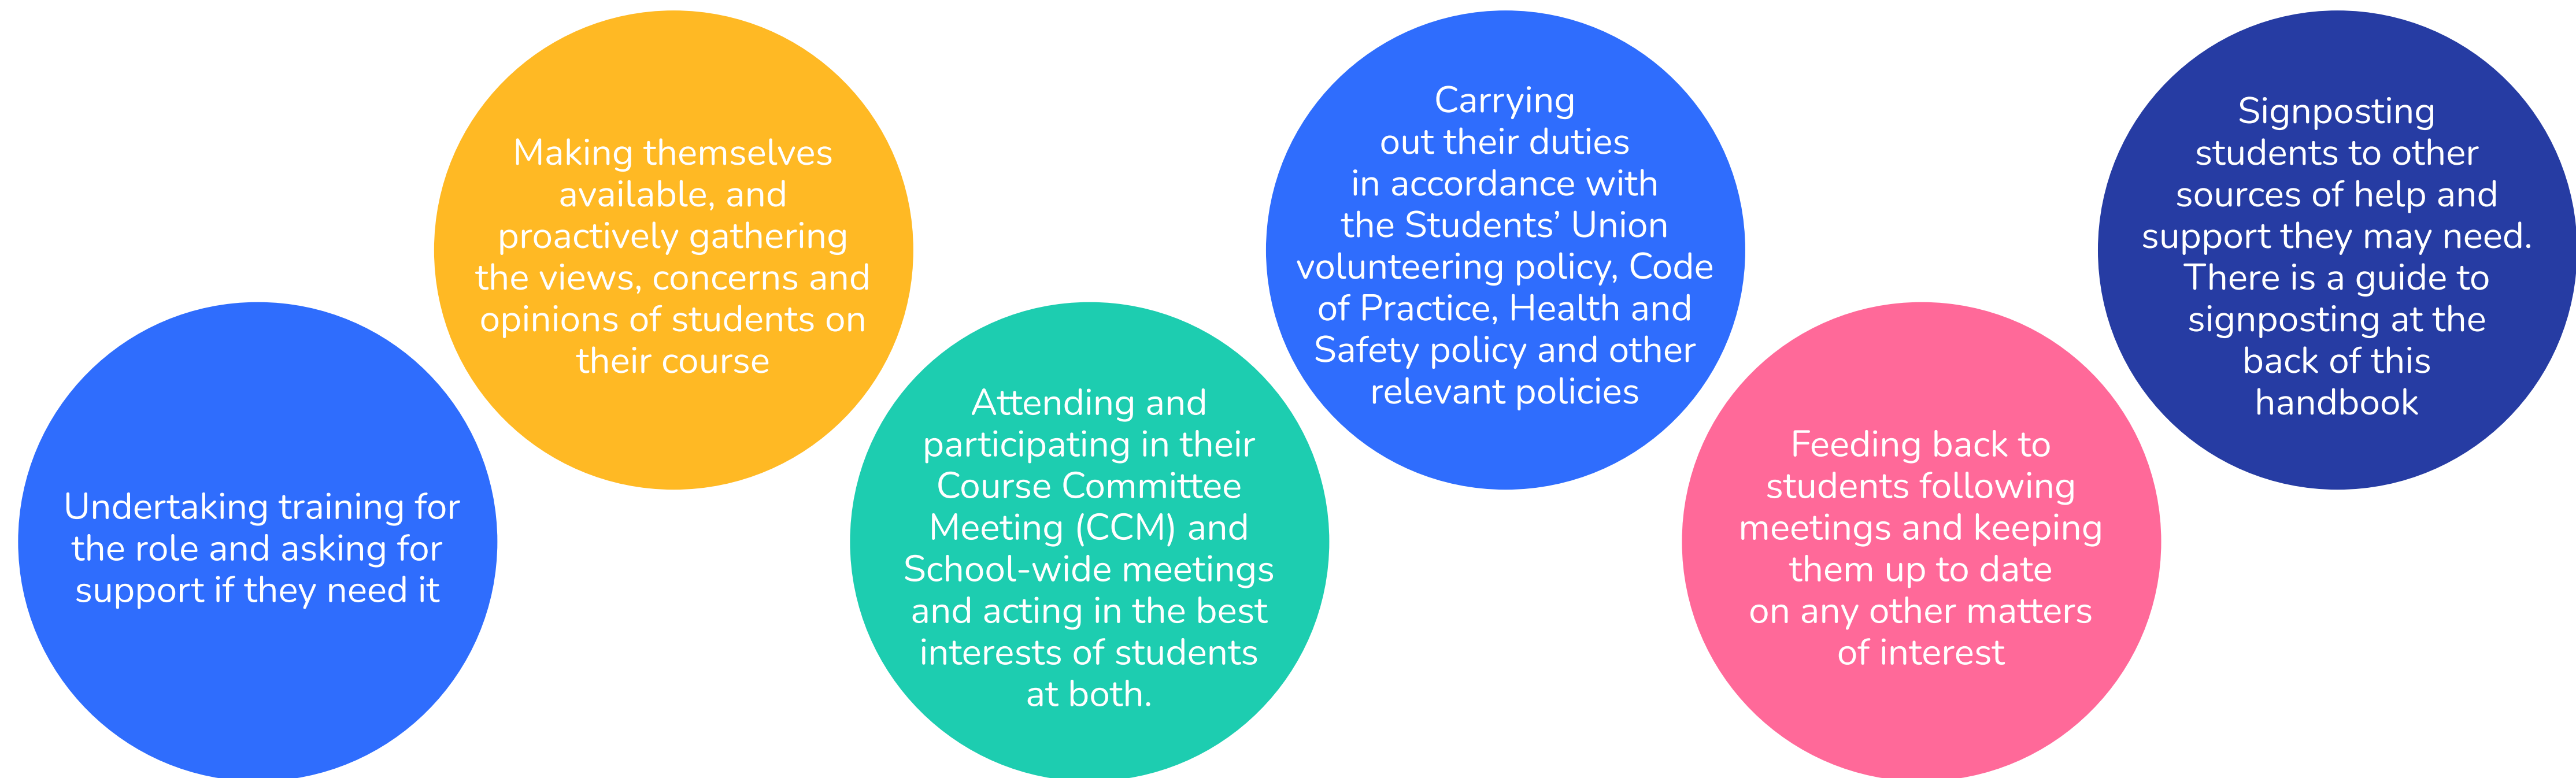 Undertaking training for
the role and asking for
support if they need it
Making themselves
available, and
proactively gathering
the views, concerns and
opinions of students on
their course
Attending and
participating in their
Course Committee
Meeting (CCM) and
School-wide meetings
and acting in the best
interests of students
at both.
Carrying
out their duties
in accordance with
the Students’ Union
volunteering policy, Code
of Practice, Health and
Safety policy and other
relevant policies
Feeding back to
students following
meetings and keeping
them up to date
on any other matters
of interest
Signposting
students to other
sources of help and
support they may need.
There is a guide to
signposting at the
back of this
handbook